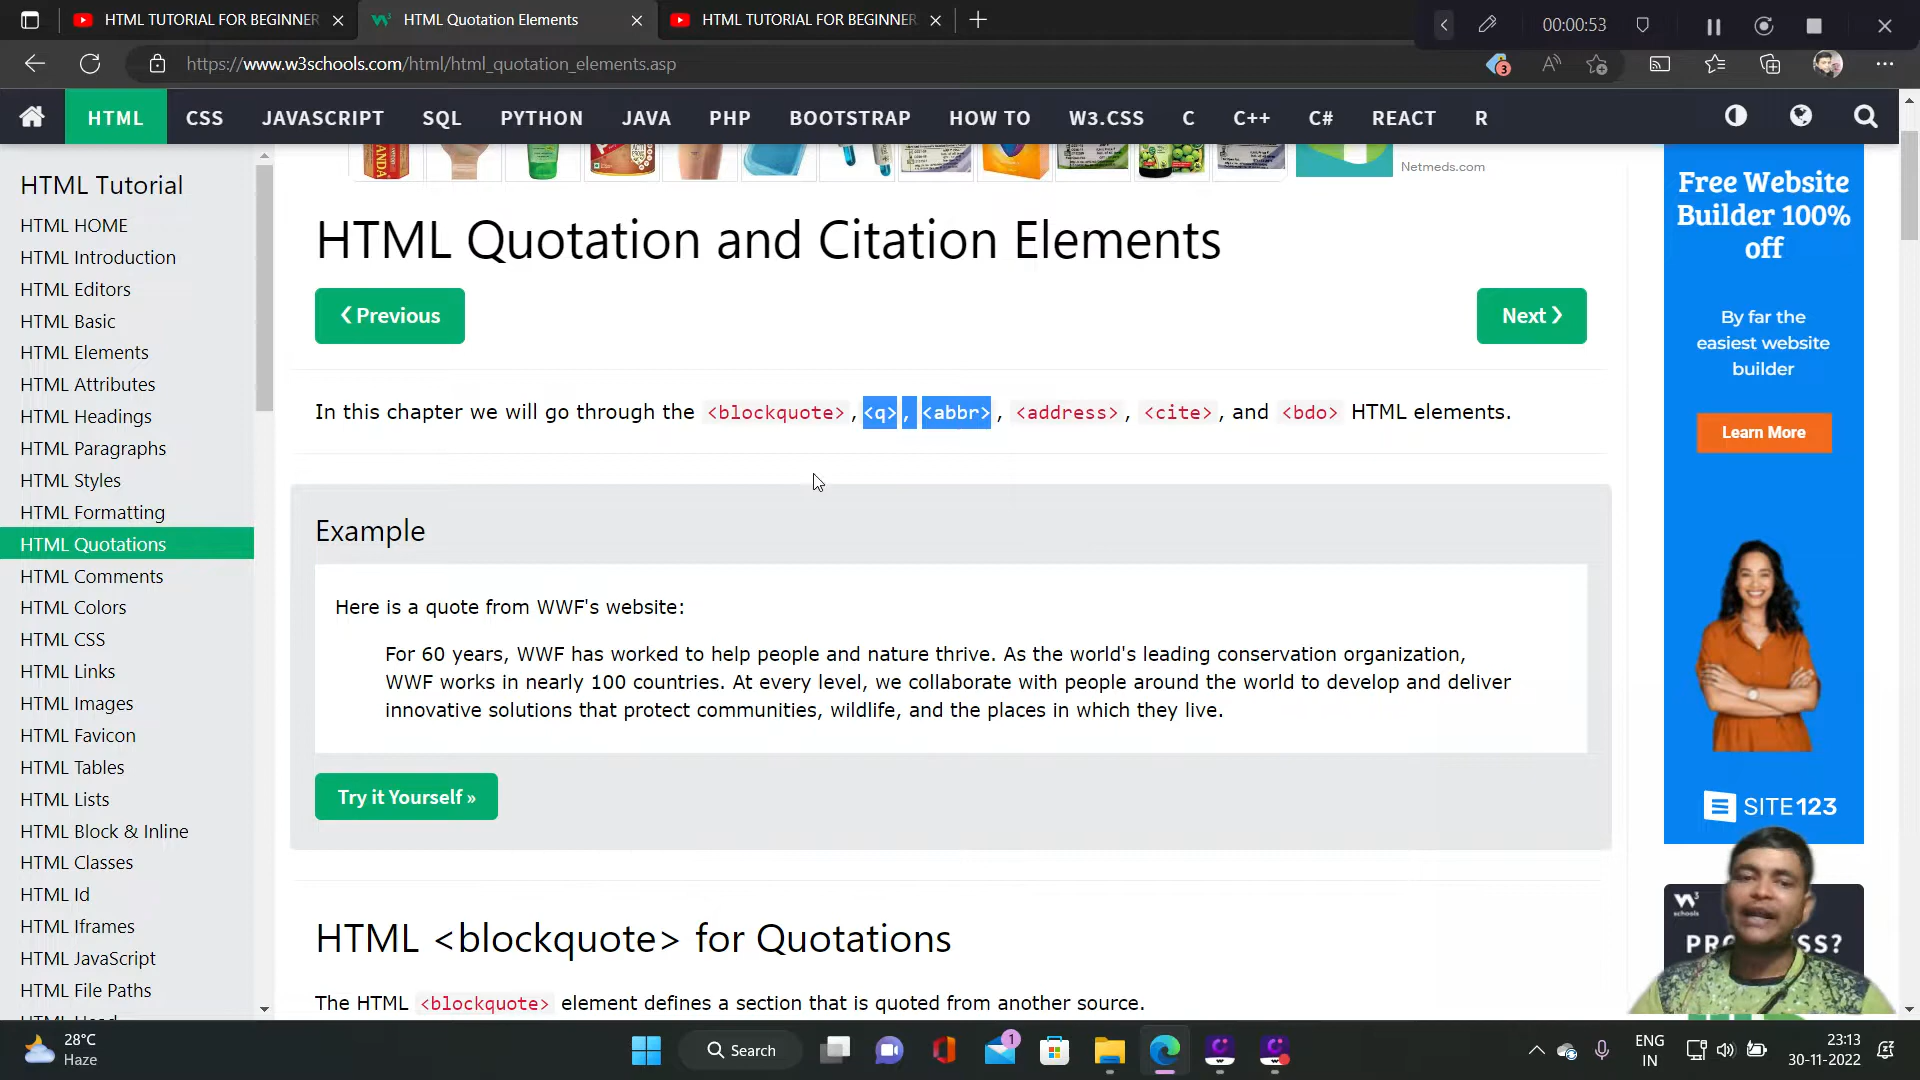 HTML TUTORIAL FOR BEGINNER
HTML Quotation Elements
HTML TUTORIAL FOR BEGINNER
00:00:53
https://www.w3schools.com/html/html_quotation_elements.asp
3
HTML CSS JAVASCRIPT SQL PYTHON JAVA PHP BOOTSTRAP HOW TO W3.CSS C C++ C# REACT R
HTML Tutorial
HTML HOME
HTML Introduction
HTML Editors
HTML Basic
HTML Elements
HTML Attributes
HTML Headings
HTML Paragraphs
HTML Styles
HTML Formatting
HTML Quotations
HTML Comments
HTML Colors
HTML CSS
HTML Links
HTML Images
HTML Favicon
HTML Tables
HTML Lists
HTML Block & Inline
HTML Classes
HTML Id
HTML Iframes
HTML JavaScript
HTML File Paths
Netmeds.com
HTML Quotation and Citation Elements
❮ Previous
Next ❯
In this chapter we will go through the <blockquote>, <q>, <abbr>, <address>, <cite>, and <bdo> HTML elements.
Example
Here is a quote from WWF's website:
For 60 years, WWF has worked to help people and nature thrive. As the world's leading conservation organization,
WWF works in nearly 100 countries. At every level, we collaborate with people around the world to develop and deliver
innovative solutions that protect communities, wildlife, and the places in which they live.
Try it Yourself »
HTML <blockquote> for Quotations
The HTML <blockquote> element defines a section that is quoted from another source.
Free Website
Builder 100%
off
By far the
easiest website
builder
Learn More
SITE123
W3
schools
28°C
Haze
Search
1
ENG
IN
23:13
30-11-2022